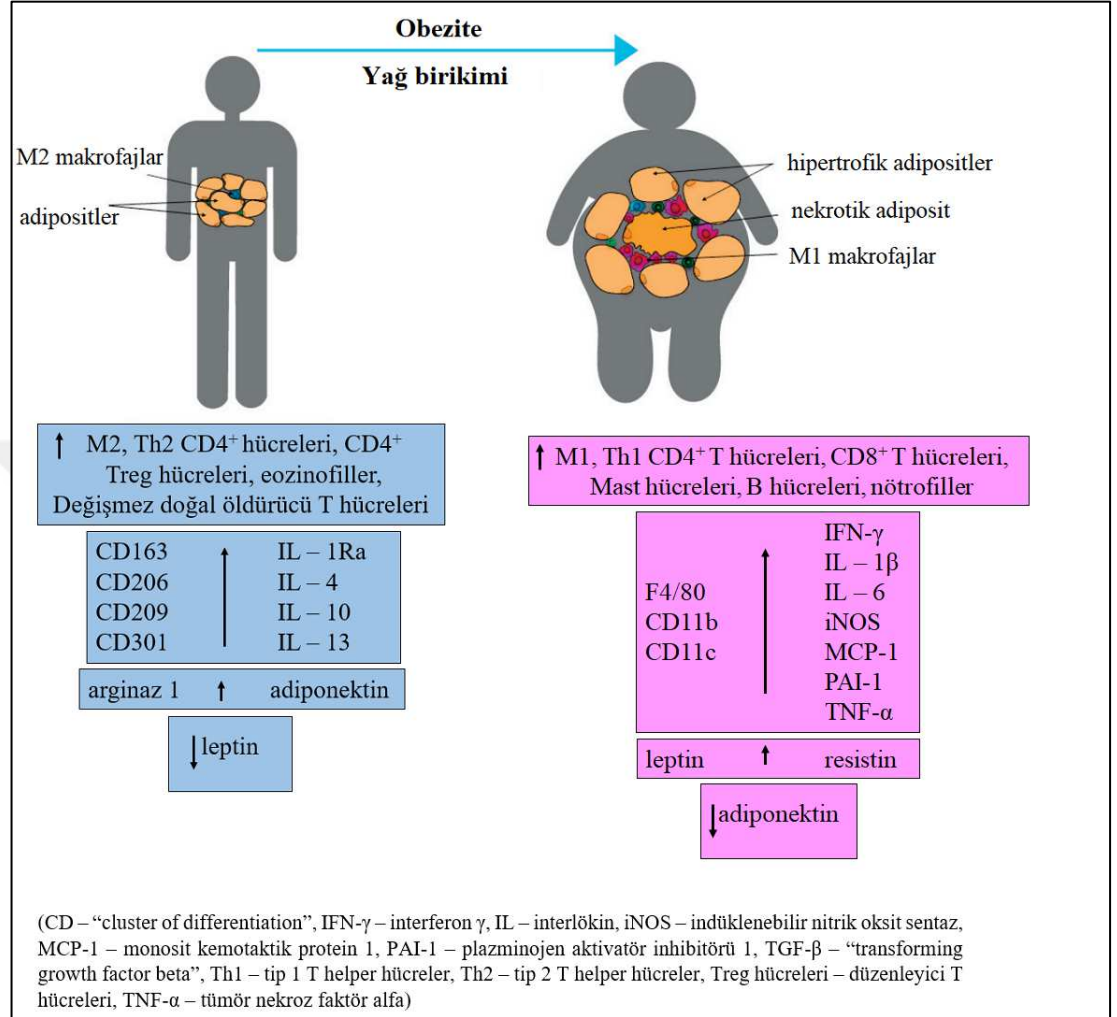 Obezite
Yağ birikimi
M2 makrofajlar
adipositler
hipertrofik adipositler
nekrotik adiposit
M1 makrofajlar
↑ M2, Th2 CD4⁺ hücreleri, CD4⁺
Treg hücreleri, eozinofiller,
Değişmez doğal öldürücü T hücreleri
CD163 IL – 1Ra
CD206 IL – 4
CD209 IL – 10
CD301 IL – 13
arginaz 1 ↑ adiponektin
↓ leptin
↑ M1, Th1 CD4⁺ T hücreleri, CD8⁺ T hücreleri,
Mast hücreleri, B hücreleri, nötrofiller
F4/80
CD11b
CD11c
IFN-γ
IL – 1β
IL – 6
iNOS
MCP-1
PAI-1
TNF-α
leptin ↑ resistin
↓ adiponektin
(CD – “cluster of differentiation”, IFN-γ – interferon γ, IL – interlökin, iNOS – indüklenebilir nitrik oksit sentaz,
MCP-1 – monosit kemotaktik protein 1, PAI-1 – plazminojen aktivatör inhibitörü 1, TGF-β – “transforming
growth factor beta”, Th1 – tip 1 T helper hücreler, Th2 – tip 2 T helper hücreler, Treg hücreleri – düzenleyici T
hücreleri, TNF-α – tümör nekroz faktör alfa)